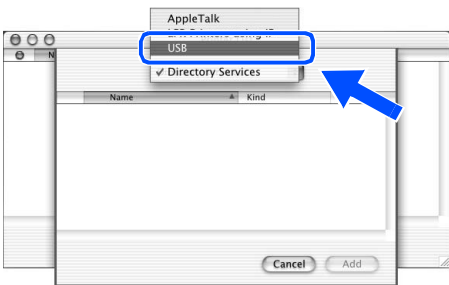 AppleTalk
USB
✓ Directory Services
N
Name Kind
Cancel Add